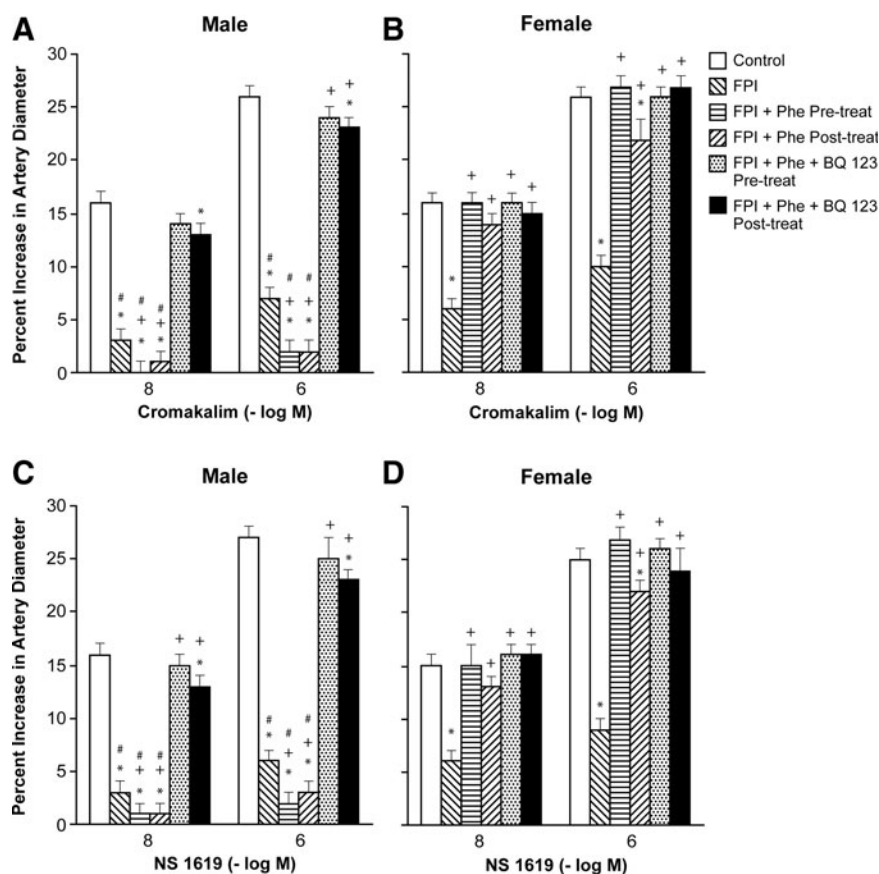 A
Male
B
Female
Percent Increase in Artery Diameter
30
25
20
15
10
5
0
# *
# + *
# + *
*
# *
# + *
# + *
+
+ *
8
6
Cromakalim (- log M)
*
+
+
+
+
*
+
+ *
+
+
8
6
Cromakalim (- log M)
Control
FPI
FPI + Phe Pre-treat
FPI + Phe Post-treat
FPI + Phe + BQ 123
Pre-treat
FPI + Phe + BQ 123
Post-treat
C
Male
D
Female
Percent Increase in Artery Diameter
30
25
20
15
10
5
0
# *
# + *
# + *
+
+ *
# *
# + *
# + *
+
+ *
8
6
NS 1619 (- log M)
*
+
+
+
+
*
+
+ *
+
+
8
6
NS 1619 (- log M)